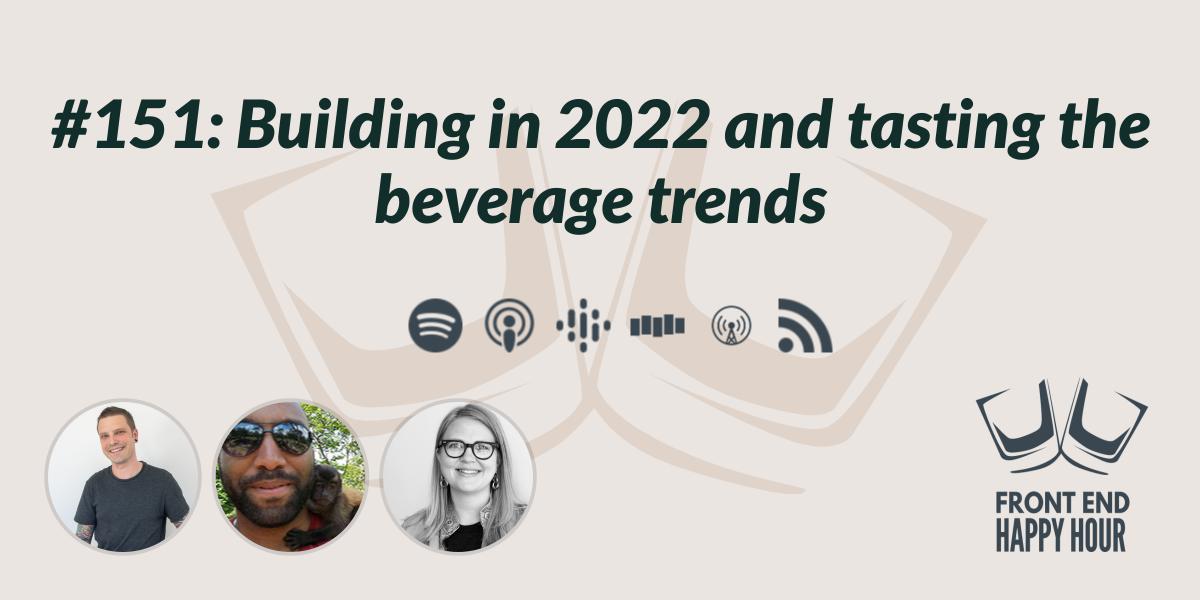 #151: Building in 2022 and tasting the
beverage trends
FRONT END
HAPPY HOUR